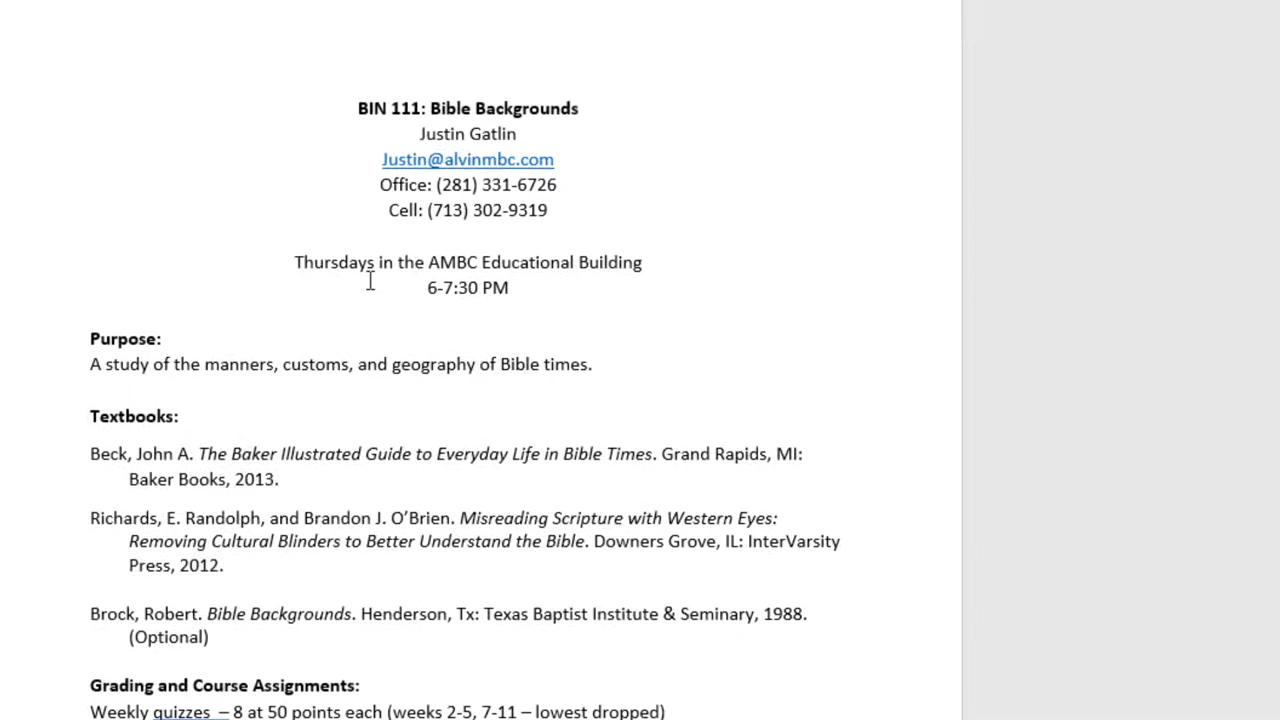 BIN 111: Bible Backgrounds
Justin Gatlin
Justin@alvinmbc.com
Office: (281) 331-6726
Cell: (713) 302-9319
Thursdays in the AMBC Educational Building
6-7:30 PM
Purpose:
A study of the manners, customs, and geography of Bible times.
Textbooks:
Beck, John A. The Baker Illustrated Guide to Everyday Life in Bible Times. Grand Rapids, MI:
Baker Books, 2013.
Richards, E. Randolph, and Brandon J. O’Brien. Misreading Scripture with Western Eyes:
Removing Cultural Blinders to Better Understand the Bible. Downers Grove, IL: InterVarsity
Press, 2012.
Brock, Robert. Bible Backgrounds. Henderson, Tx: Texas Baptist Institute & Seminary, 1988.
(Optional)
Grading and Course Assignments:
Weekly quizzes – 8 at 50 points each (weeks 2-5, 7-11 – lowest dropped)